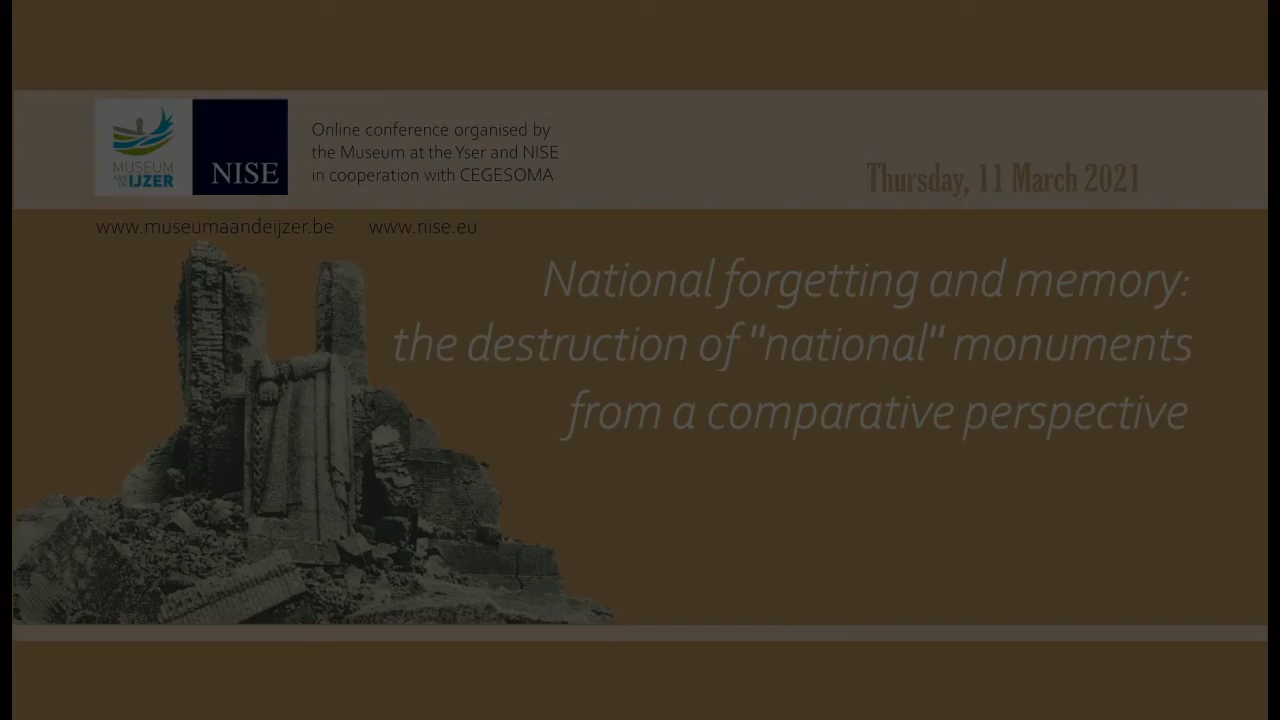 MUSEUM
AAN
DE IJZER
NISE
Online conference organised by
the Museum at the Yser and NISE
in cooperation with CEGESOMA
Thursday, 11 March 2021
www.museumaandeijzer.be www.nise.eu
National forgetting and memory:
the destruction of "national" monuments
from a comparative perspective